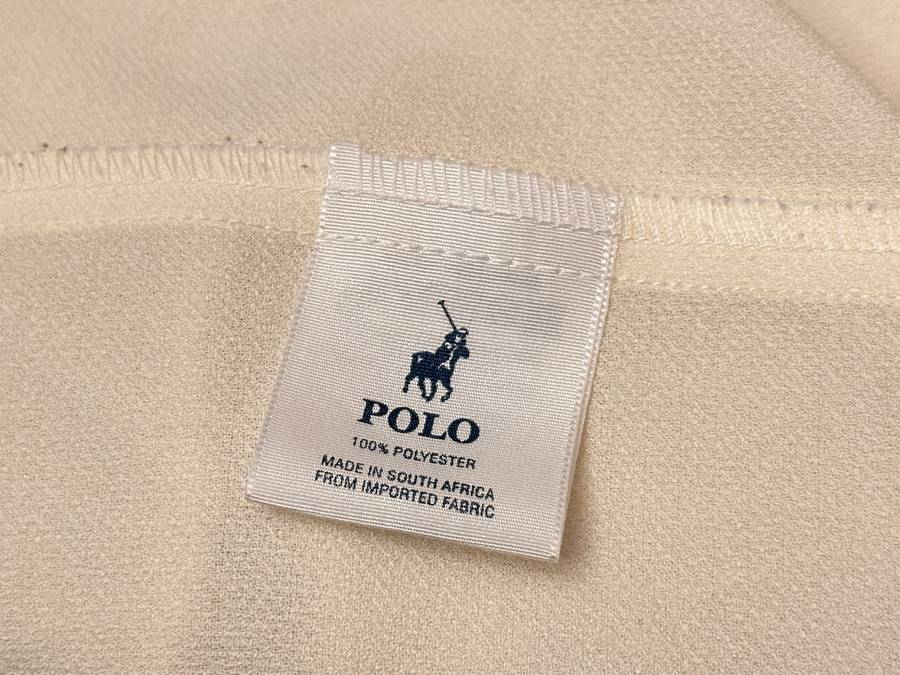 POLO
100% POLYESTER
MADE IN SOUTH AFRICA
FROM IMPORTED FABRIC